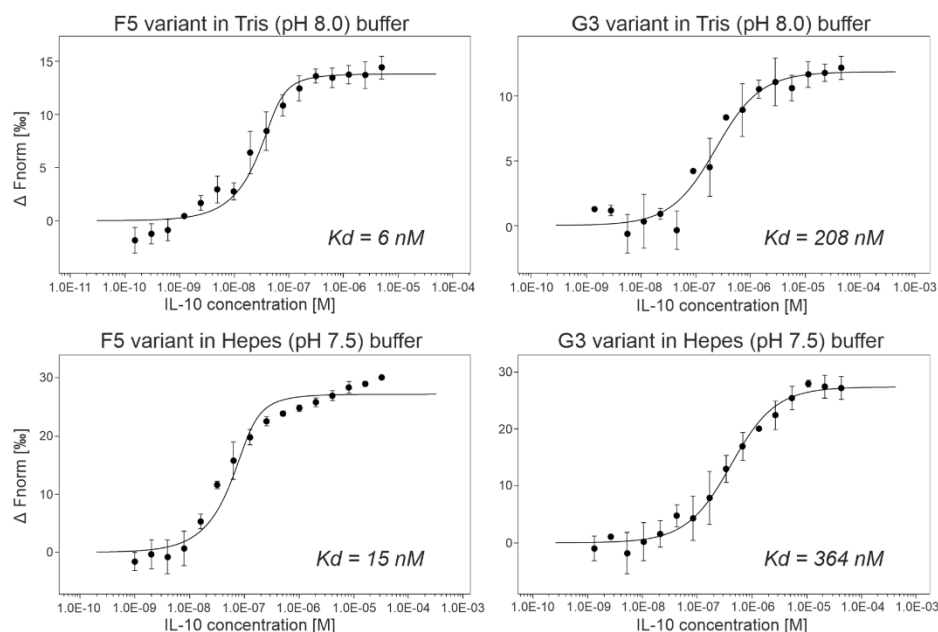 F5 variant in Tris (pH 8.0) buffer
Δ Fnorm [‰]
15
10
5
0
Kd = 6 nM
1.0E-11 1.0E-10 1.0E-09 1.0E-08 1.0E-07 1.0E-06 1.0E-05 1.0E-04
IL-10 concentration [M]
G3 variant in Tris (pH 8.0) buffer
10
5
0
Kd = 208 nM
1.0E-10 1.0E-09 1.0E-08 1.0E-07 1.0E-06 1.0E-05 1.0E-04 1.0E-03
IL-10 concentration [M]
F5 variant in Hepes (pH 7.5) buffer
Δ Fnorm [‰]
30
20
10
0
Kd = 15 nM
1.0E-10 1.0E-09 1.0E-08 1.0E-07 1.0E-06 1.0E-05 1.0E-04 1.0E-03
IL-10 concentration [M]
G3 variant in Hepes (pH 7.5) buffer
30
20
10
0
Kd = 364 nM
1.0E-10 1.0E-09 1.0E-08 1.0E-07 1.0E-06 1.0E-05 1.0E-04 1.0E-03
IL-10 concentration [M]